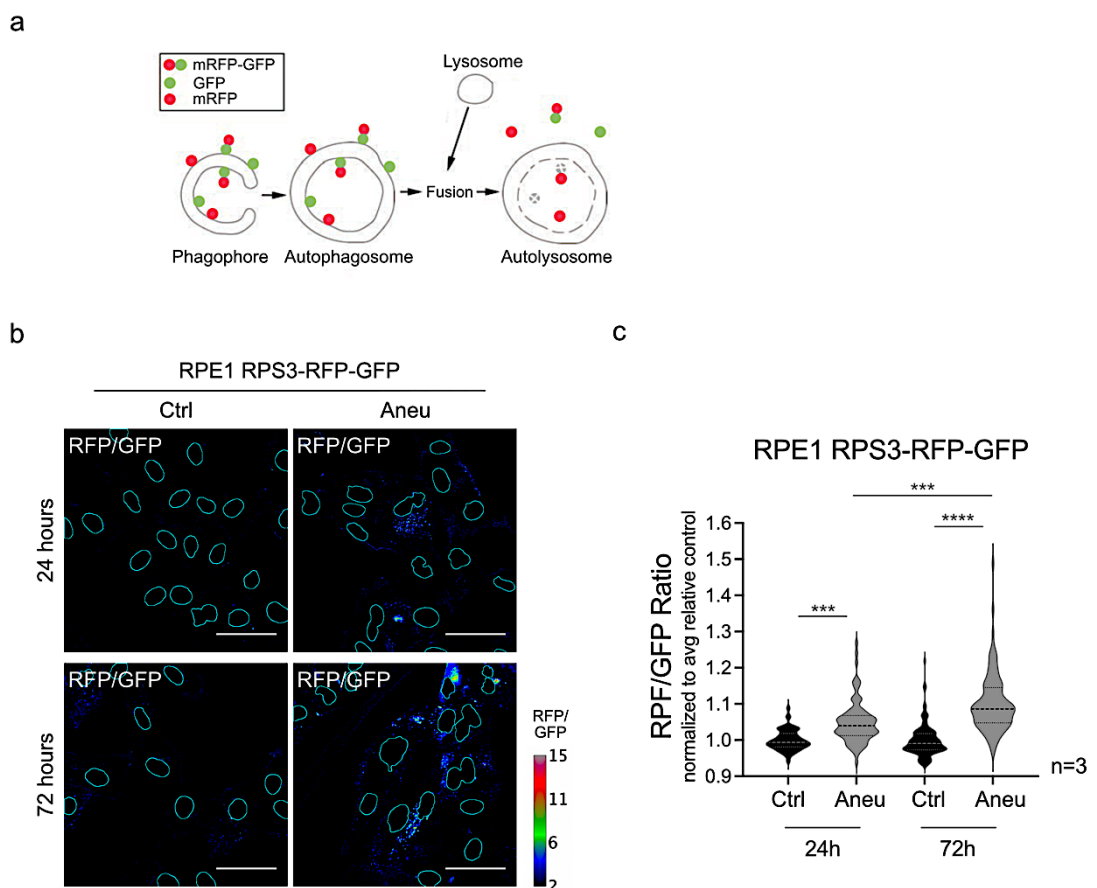 a
mRFP-GFP
GFP
mRFP
Lysosome
Fusion
Phagophore
Autophagosome
Autolysosome
b
RPE1 RPS3-RFP-GFP
Ctrl
Aneu
24 hours
RFP/GFP
RFP/GFP
72 hours
RFP/GFP
RFP/GFP
RFP/
GFP
15
11
6
2
c
RPE1 RPS3-RFP-GFP
RPF/GFP Ratio
normalized to avg relative control
1.6
1.5
1.4
1.3
1.2
1.1
1.0
0.9
***
****
***
n=3
Ctrl
Aneu
Ctrl
Aneu
24h
72h